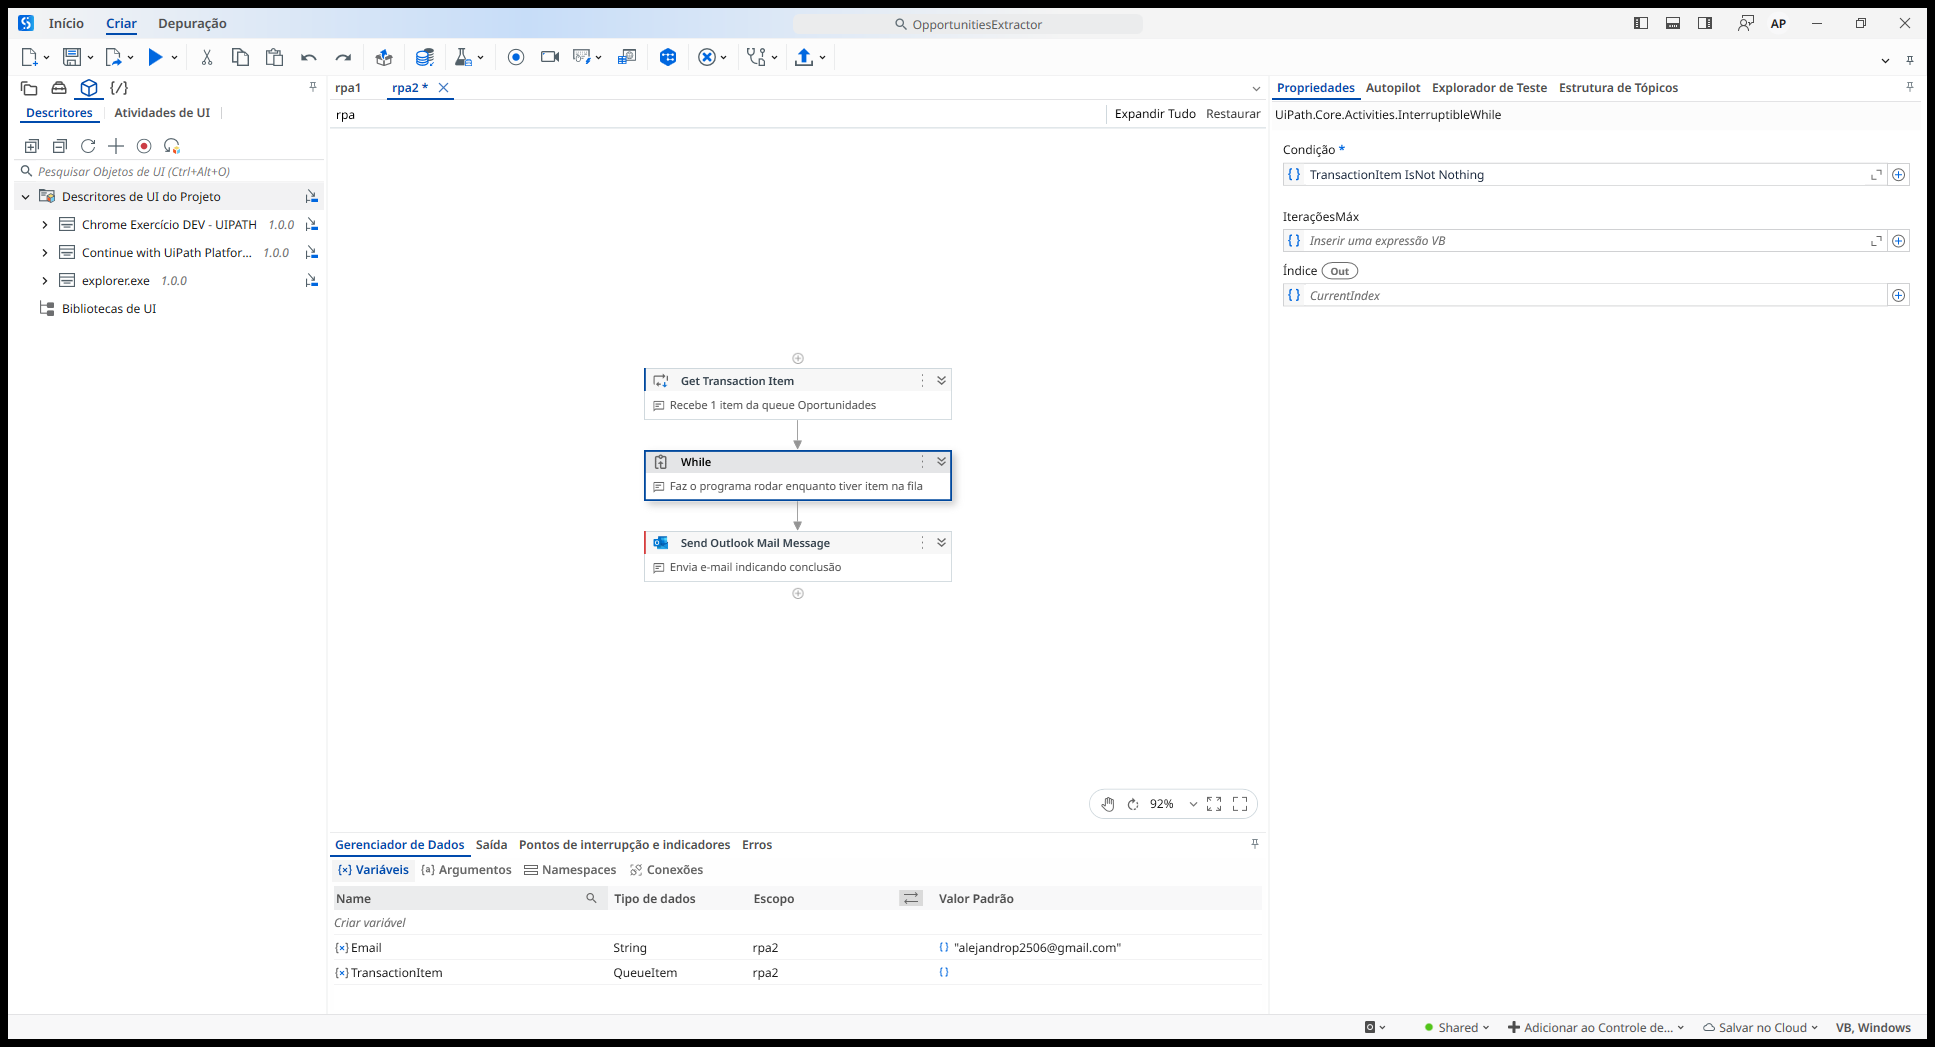 Início Criar Depuração
OpportunitiesExtractor
AP
Descritores Atividades de UI
Pesquisar Objetos de UI (Ctrl+Alt+O)
Descritores de UI do Projeto
Chrome Exercício DEV - UIPATH 1.0.0
Continue with UiPath Platfor... 1.0.0
explorer.exe 1.0.0
Bibliotecas de UI
rpa1 rpa2 *
rpa Expandir Tudo Restaurar
Get Transaction Item
Recebe 1 item da queue Oportunidades
While
Faz o programa rodar enquanto tiver item na fila
Send Outlook Mail Message
Envia e-mail indicando conclusão
92%
Gerenciador de Dados Saída Pontos de interrupção e indicadores Erros
Variáveis Argumentos Namespaces Conexões
Name Tipo de dados Escopo Valor Padrão
Criar variável
Email String rpa2 "alejandrop2506@gmail.com"
TransactionItem QueueItem rpa2
Propriedades Autopilot Explorador de Teste Estrutura de Tópicos
UiPath.Core.Activities.InterruptibleWhile
Condição *
TransactionItem IsNot Nothing
IteraçõesMáx
Inserir uma expressão VB
Índice Out
CurrentIndex
Shared Adicionar ao Controle de... Salvar no Cloud VB, Windows